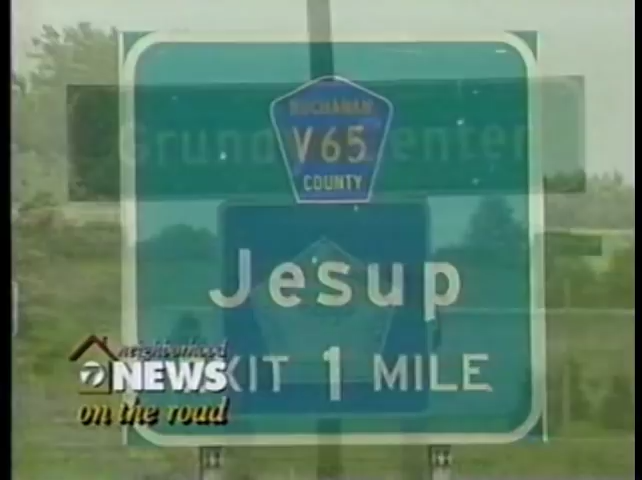 BUCHANAN
V65
COUNTY
Grundy Center
Jesup
EXIT 1 MILE
neighborhood
7 NEWS
on the road